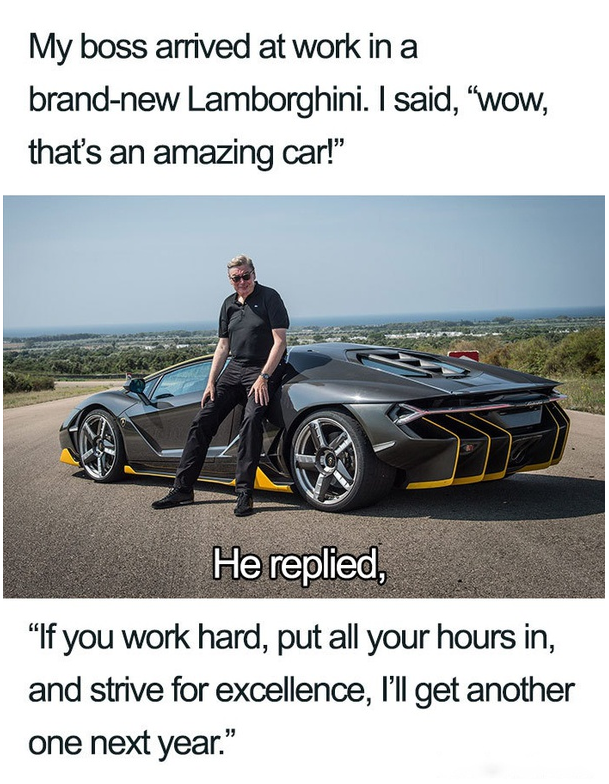 My boss arrived at work in a
brand-new Lamborghini. I said, “wow,
that’s an amazing car!”
He replied,
“If you work hard, put all your hours in,
and strive for excellence, I’ll get another
one next year.”